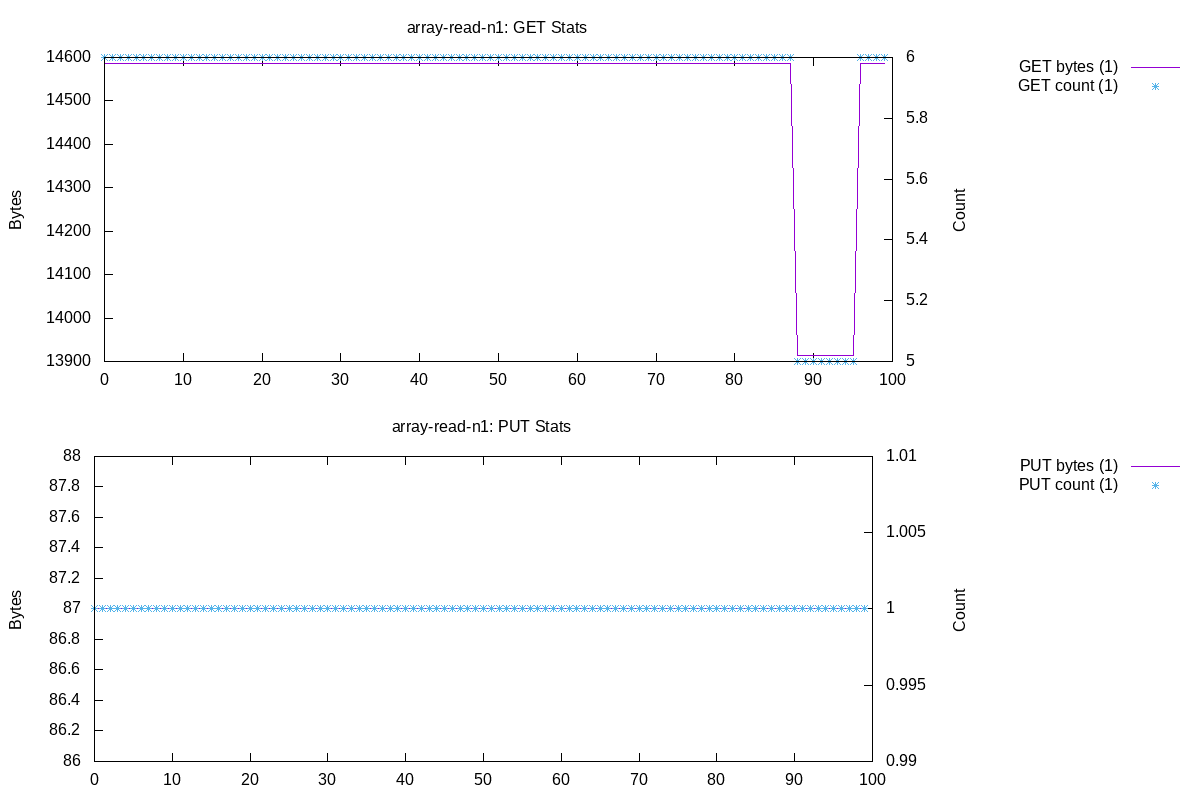 array-read-n1: GET Stats
14600
14500
14400
14300
14200
14100
14000
13900
Bytes
6
5.8
5.6
5.4
5.2
5
Count
0 10 20 30 40 50 60 70 80 90 100
GET bytes (1)
GET count (1)
array-read-n1: PUT Stats
88
87.8
87.6
87.4
87.2
87
86.8
86.6
86.4
86.2
86
Bytes
1.01
1.005
1
0.995
0.99
Count
0 10 20 30 40 50 60 70 80 90 100
PUT bytes (1)
PUT count (1)